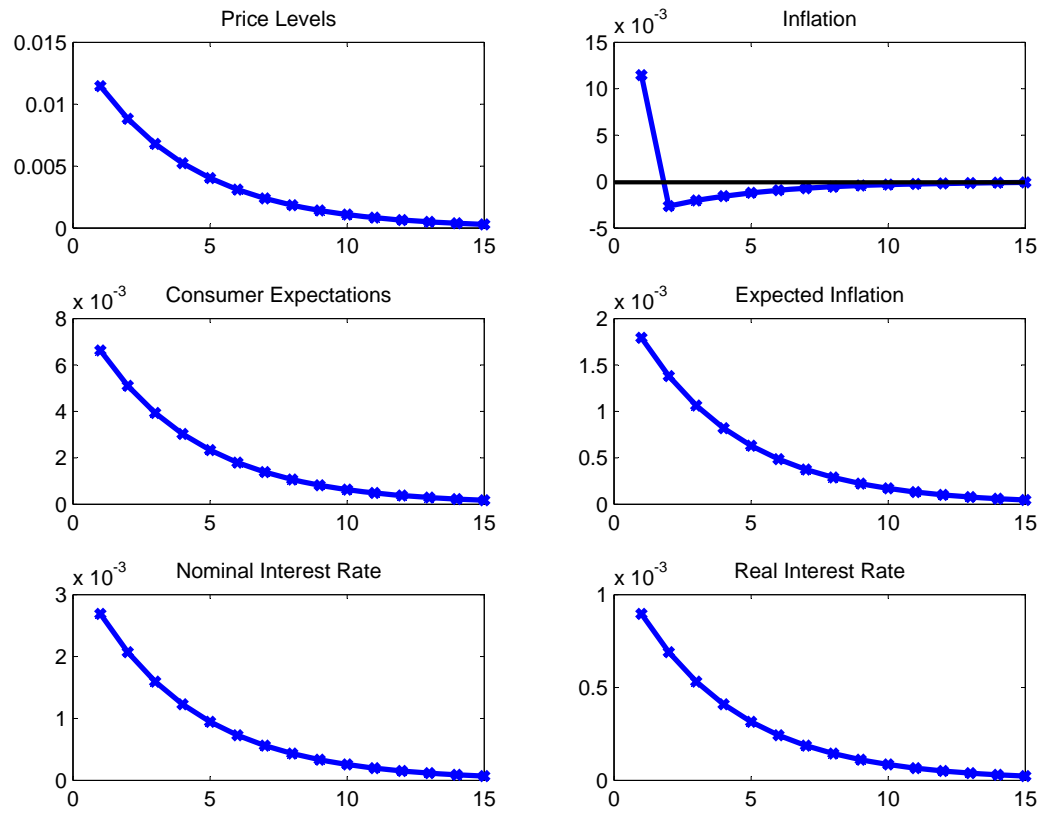 Price Levels
0.015
0.01
0.005
0
0 5 10 15
Inflation
x 10-3
15
10
5
0
-5
0 5 10 15
Consumer Expectations
x 10-3
8
6
4
2
0
0 5 10 15
Expected Inflation
x 10-3
2
1.5
1
0.5
0
0 5 10 15
Nominal Interest Rate
x 10-3
3
2
1
0
0 5 10 15
Real Interest Rate
x 10-3
1
0.5
0
0 5 10 15